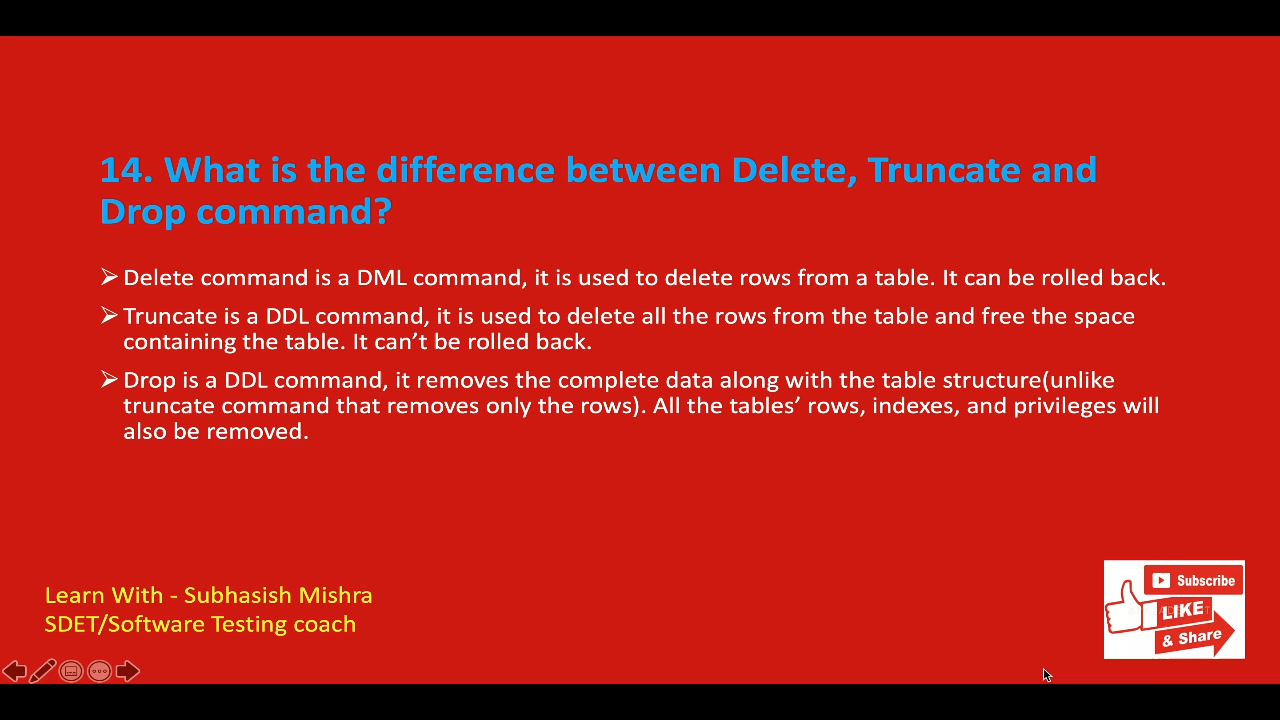 14. What is the difference between Delete, Truncate and
Drop command?
➢ Delete command is a DML command, it is used to delete rows from a table. It can be rolled back.
➢ Truncate is a DDL command, it is used to delete all the rows from the table and free the space
containing the table. It can’t be rolled back.
➢ Drop is a DDL command, it removes the complete data along with the table structure(unlike
truncate command that removes only the rows). All the tables’ rows, indexes, and privileges will
also be removed.
Learn With - Subhasish Mishra
SDET/Software Testing coach
Subscribe
LIKE
& Share